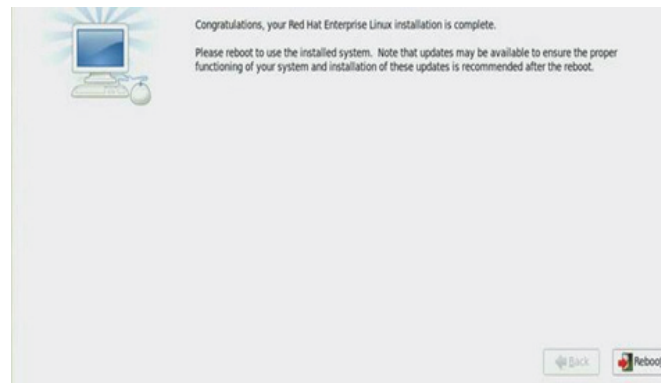 Congratulations, your Red Hat Enterprise Linux installation is complete.
Please reboot to use the installed system. Note that updates may be available to ensure the proper
functioning of your system and installation of these updates is recommended after the reboot.
Back
Reboot